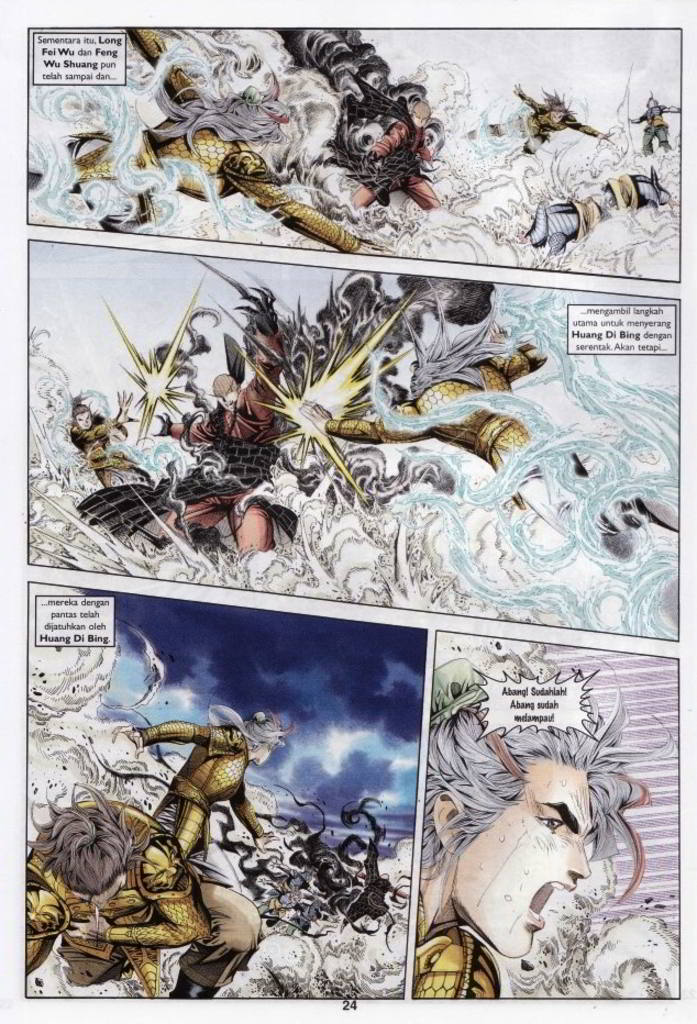 Sementara itu, Long
Fei Wu dan Feng
Wu Shuang pun
telah sampai dan...
...mengambil langkah
utama untuk menyerang
Huang Di Bing dengan
serentak. Akan tetapi...
...mereka dengan
pantas telah
dijatuhkan oleh
Huang Di Bing.
Abang! Sudahlah!
Abang sudah
melampau!
24